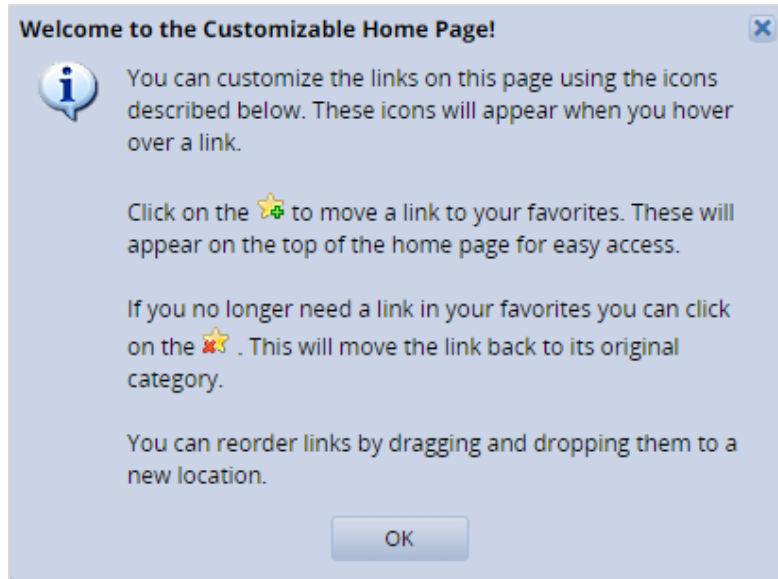 Welcome to the Customizable Home Page!
You can customize the links on this page using the icons
described below. These icons will appear when you hover
over a link.
Click on the to move a link to your favorites. These will
appear on the top of the home page for easy access.
If you no longer need a link in your favorites you can click
on the . This will move the link back to its original
category.
You can reorder links by dragging and dropping them to a
new location.
OK